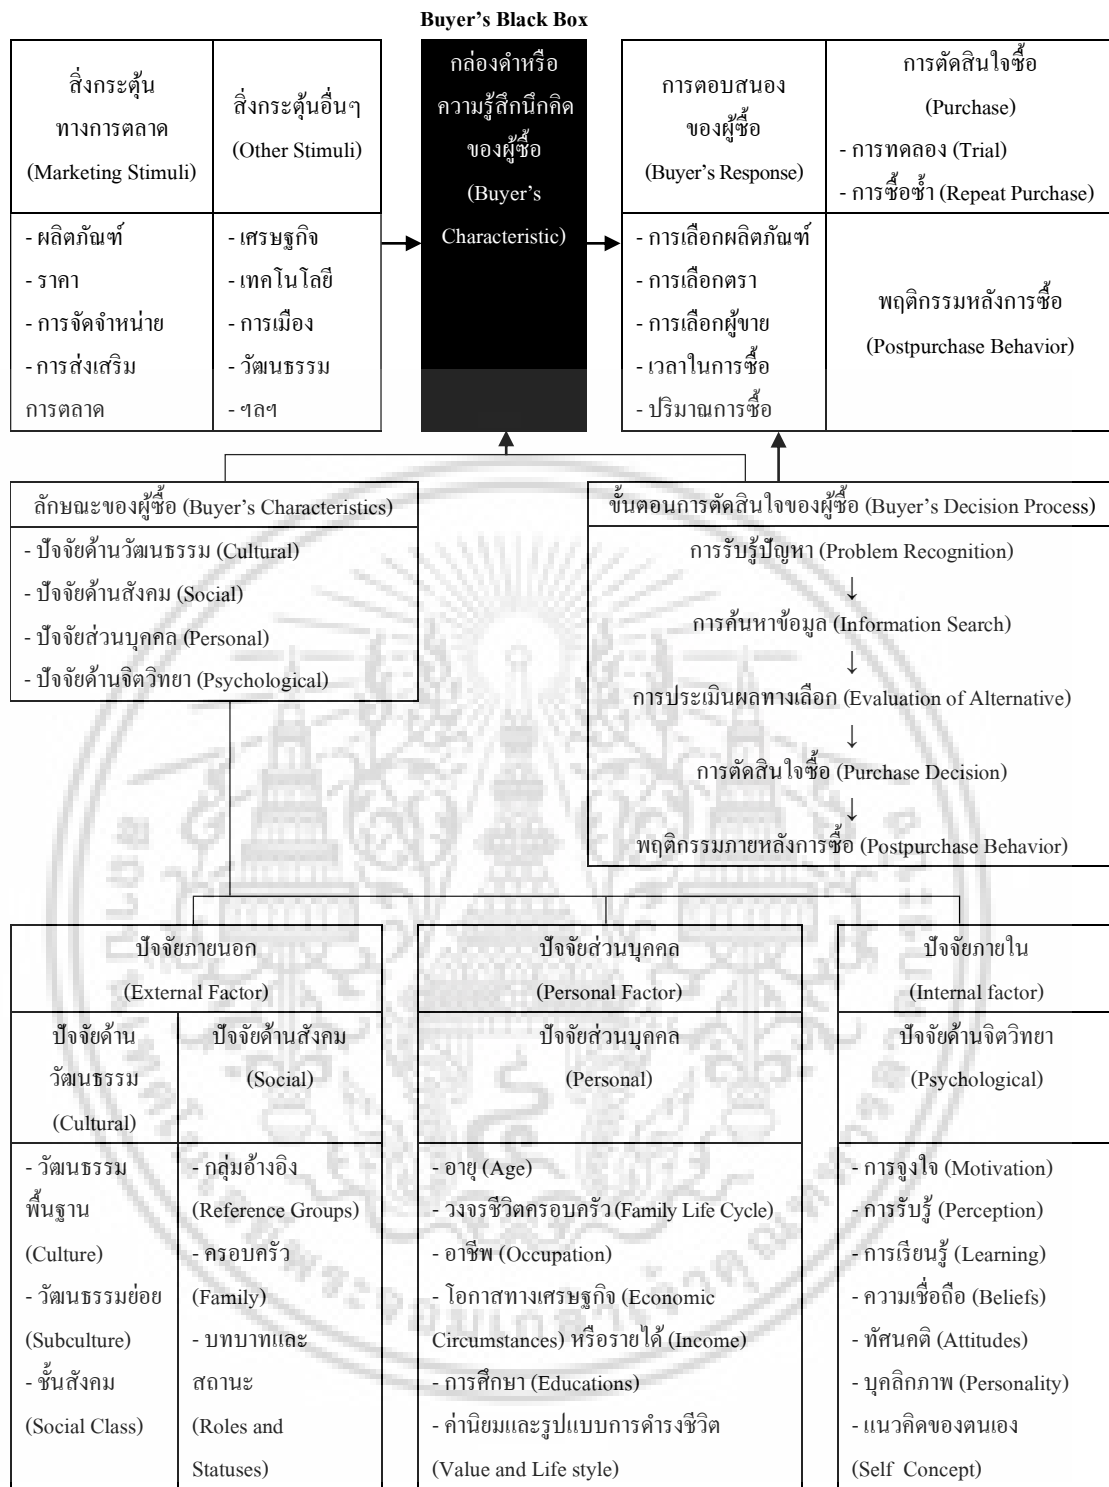 Buyer's Black Box
สิ่งกระตุ้น
ทางการตลาด
(Marketing Stimuli)
สิ่งกระตุ้นอื่นๆ
(Other Stimuli)
กล่องดำหรือ
ความรู้สึกนึกคิด
ของผู้ซื้อ
(Buyer's
Characteristic)
การตอบสนอง
ของผู้ซื้อ
(Buyer's Response)
การตัดสินใจซื้อ
(Purchase)
- การทดลอง (Trial)
- การซื้อซ้ำ (Repeat Purchase)
- ผลิตภัณฑ์
- ราคา
- การจัดจำหน่าย
- การส่งเสริม
การตลาด
- เศรษฐกิจ
- เทคโนโลยี
- การเมือง
- วัฒนธรรม
- ฯลฯ
- การเลือกผลิตภัณฑ์
- การเลือกตรา
- การเลือกผู้ขาย
- เวลาในการซื้อ
- ปริมาณการซื้อ
พฤติกรรมหลังการซื้อ
(Postpurchase Behavior)
ลักษณะของผู้ซื้อ (Buyer's Characteristics)
- ปัจจัยด้านวัฒนธรรม (Cultural)
- ปัจจัยด้านสังคม (Social)
- ปัจจัยส่วนบุคคล (Personal)
- ปัจจัยด้านจิตวิทยา (Psychological)
ขั้นตอนการตัดสินใจของผู้ซื้อ (Buyer's Decision Process)
การรับรู้ปัญหา (Problem Recognition)
↓
การค้นหาข้อมูล (Information Search)
↓
การประเมินผลทางเลือก (Evaluation of Alternative)
↓
การตัดสินใจซื้อ (Purchase Decision)
↓
พฤติกรรมภายหลังการซื้อ (Postpurchase Behavior)
ปัจจัยภายนอก
(External Factor)
ปัจจัยด้าน
วัฒนธรรม
(Cultural)
ปัจจัยด้านสังคม
(Social)
- วัฒนธรรม
พื้นฐาน
(Culture)
- วัฒนธรรมย่อย
(Subculture)
- ชั้นสังคม
(Social Class)
- กลุ่มอ้างอิง
(Reference Groups)
- ครอบครัว
(Family)
- บทบาทและ
สถานะ
(Roles and
Statuses)
ปัจจัยส่วนบุคคล
(Personal Factor)
ปัจจัยส่วนบุคคล
(Personal)
- อายุ (Age)
- วงจรชีวิตครอบครัว (Family Life Cycle)
- อาชีพ (Occupation)
- โอกาสทางเศรษฐกิจ (Economic
Circumstances) หรือรายได้ (Income)
- การศึกษา (Educations)
- ค่านิยมและรูปแบบการดำรงชีวิต
(Value and Life style)
ปัจจัยภายใน
(Internal factor)
ปัจจัยด้านจิตวิทยา
(Psychological)
- การจูงใจ (Motivation)
- การรับรู้ (Perception)
- การเรียนรู้ (Learning)
- ความเชื่อถือ (Beliefs)
- ทัศนคติ (Attitudes)
- บุคลิกภาพ (Personality)
- แนวคิดของตนเอง
(Self Concept)